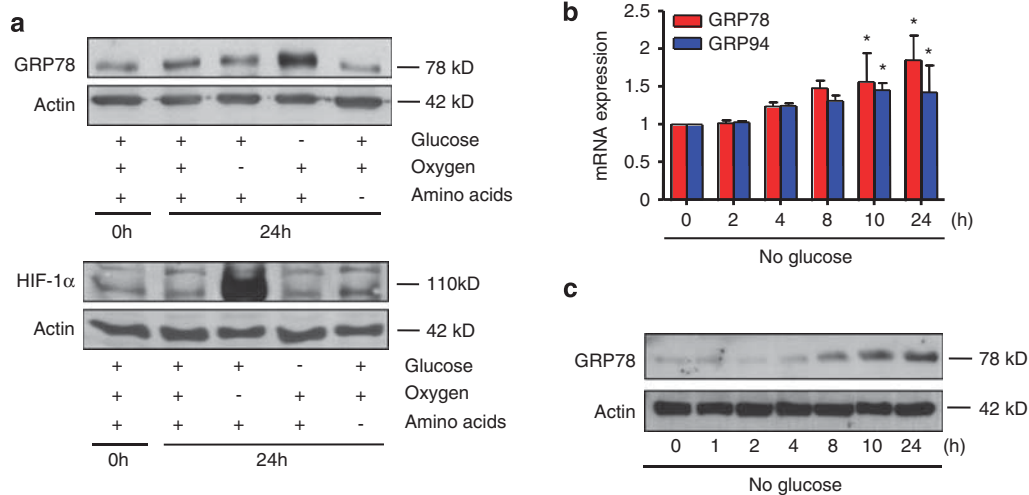 a
GRP78 — 78 kD
Actin — 42 kD
+ + + - + Glucose
+ + - + + Oxygen
+ + + + - Amino acids
0h 24h
HIF-1α — 110kD
Actin — 42 kD
+ + + - + Glucose
+ + - + + Oxygen
+ + + + - Amino acids
0h 24h
b
mRNA expression
2.5
2
1.5
1
0.5
0
GRP78
GRP94
* * * *
0 2 4 8 10 24 (h)
No glucose
c
GRP78 — 78 kD
Actin — 42 kD
0 1 2 4 8 10 24 (h)
No glucose